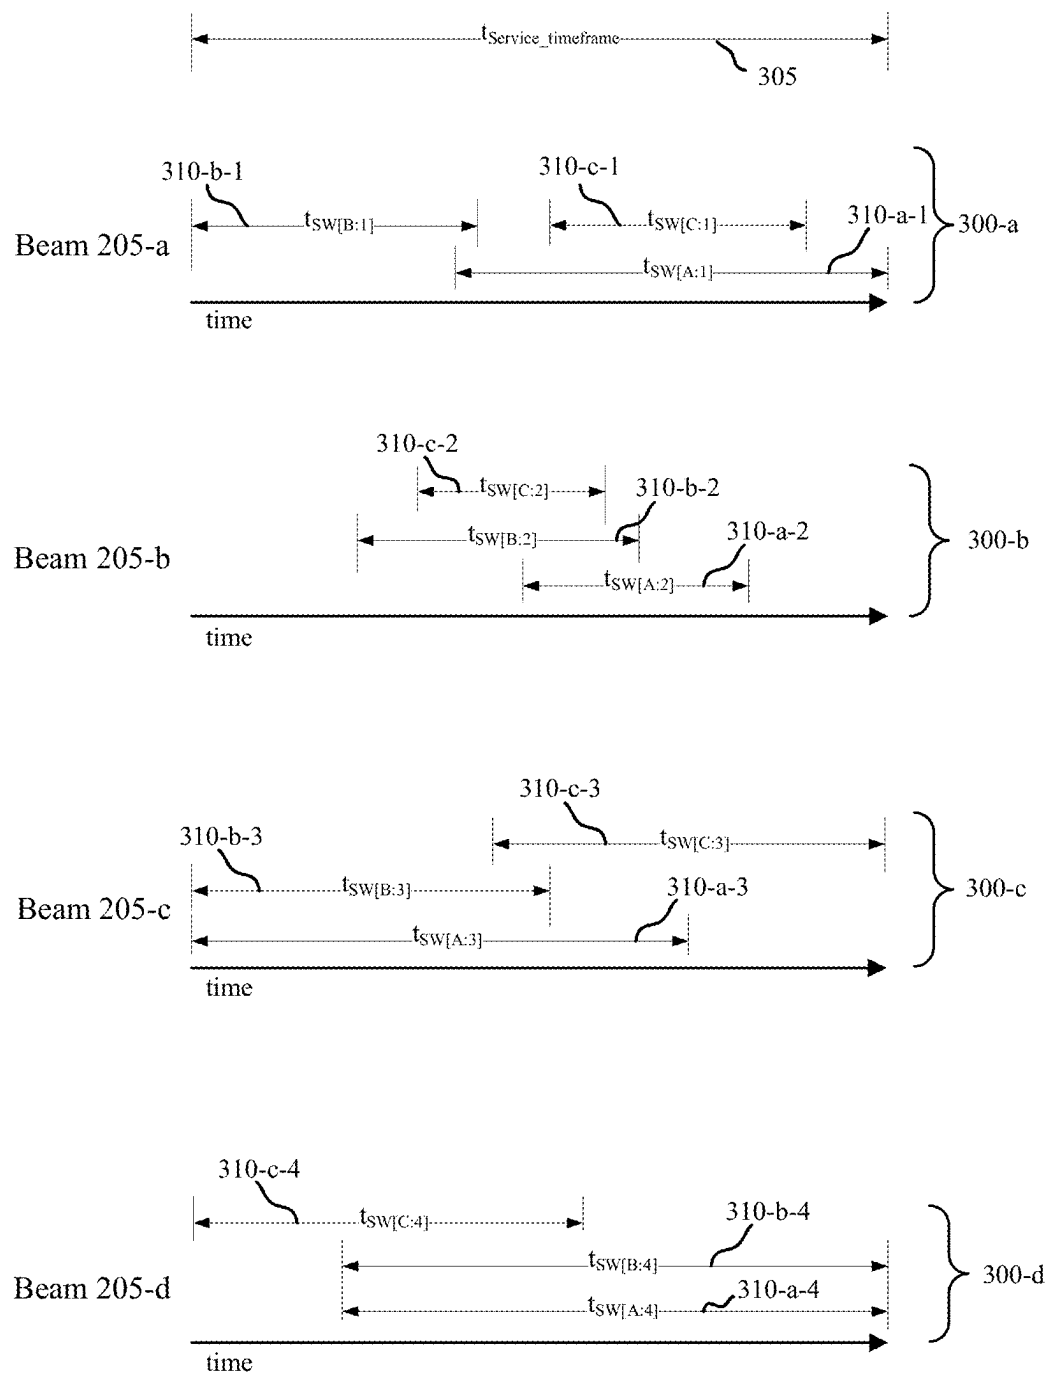 tService_timeframe
305
310-b-1
310-c-1
310-a-1
300-a
tSW[B:1]
tSW[C:1]
Beam 205-a
tSW[A:1]
time
310-c-2
310-b-2
310-a-2
300-b
tSW[C:2]
tSW[B:2]
Beam 205-b
tSW[A:2]
time
310-c-3
310-b-3
tSW[C:3]
310-a-3
300-c
tSW[B:3]
Beam 205-c
tSW[A:3]
time
310-c-4
310-b-4
tSW[C:4]
tSW[B:4]
300-d
310-a-4
Beam 205-d
tSW[A:4]
time